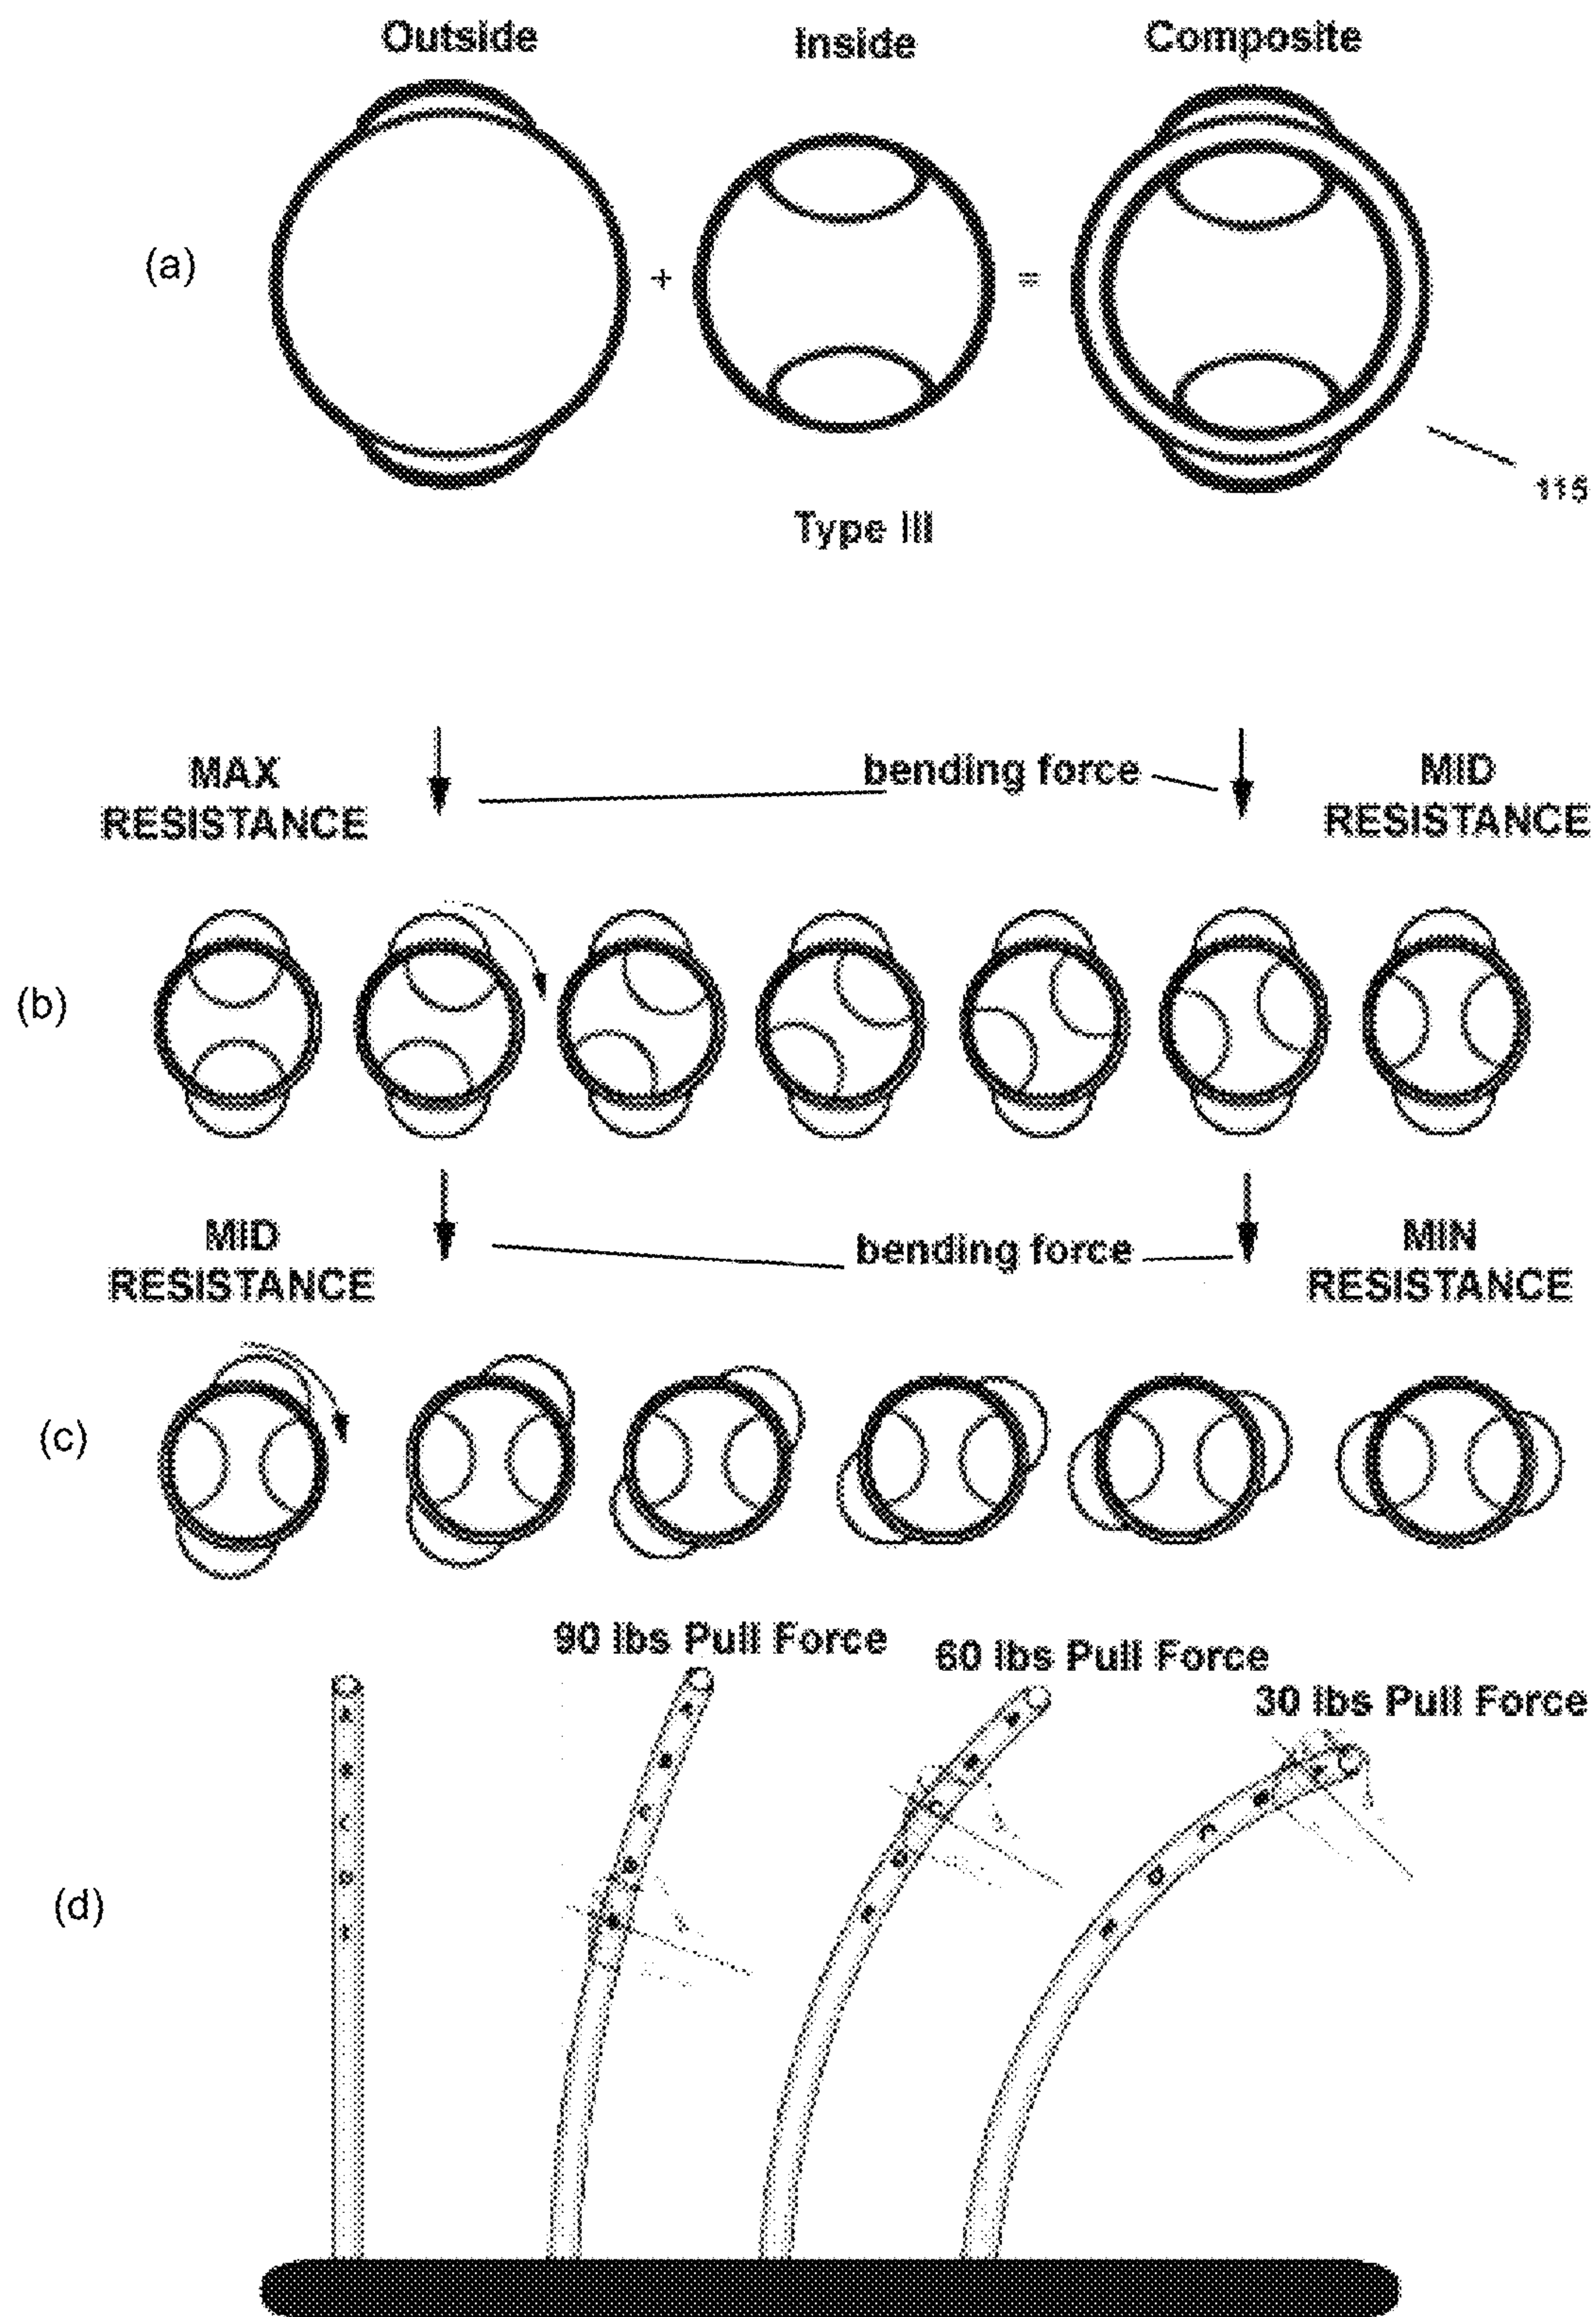 Outside
Inside
Composite
(a)
+
=
115
Type III
MAX
RESISTANCE
bending force
MID
RESISTANCE
(b)
MID
RESISTANCE
bending force
MIN
RESISTANCE
(c)
90 lbs Pull Force
60 lbs Pull Force
30 lbs Pull Force
(d)